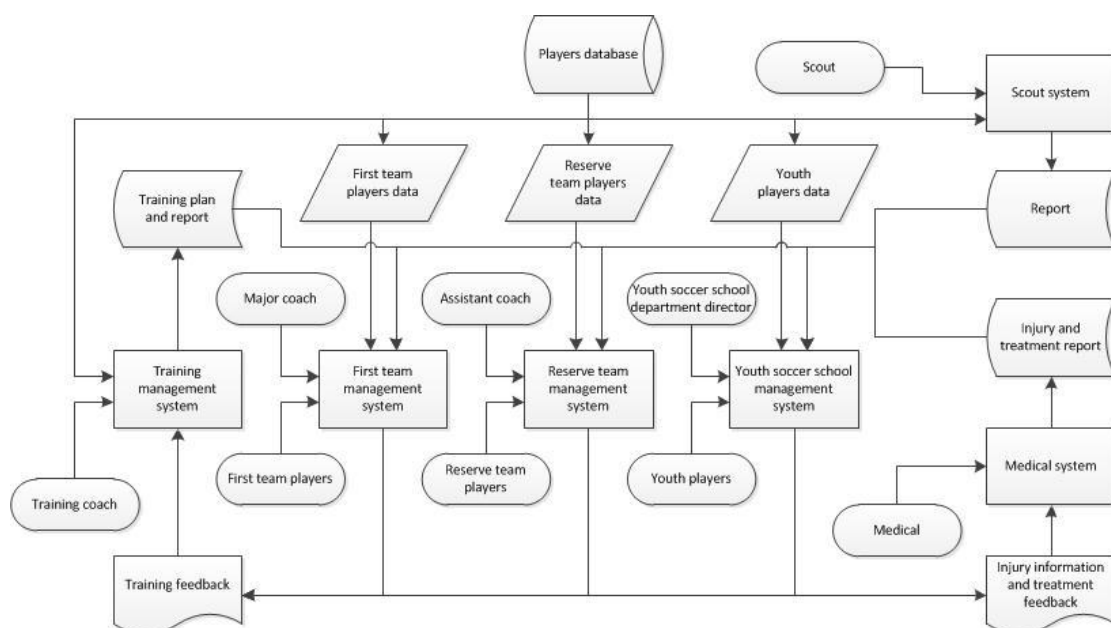 Players database
Scout
Scout system
First team
players data
Reserve
team players
data
Youth
players data
Training plan
and report
Report
Major coach
Assistant coach
Youth soccer school
department director
Injury and
treatment report
Training
management
system
First team
management
system
Reserve team
management
system
Youth soccer school
management
system
Training coach
First team players
Reserve team
players
Youth players
Medical system
Medical
Training feedback
Injury information
and treatment
feedback